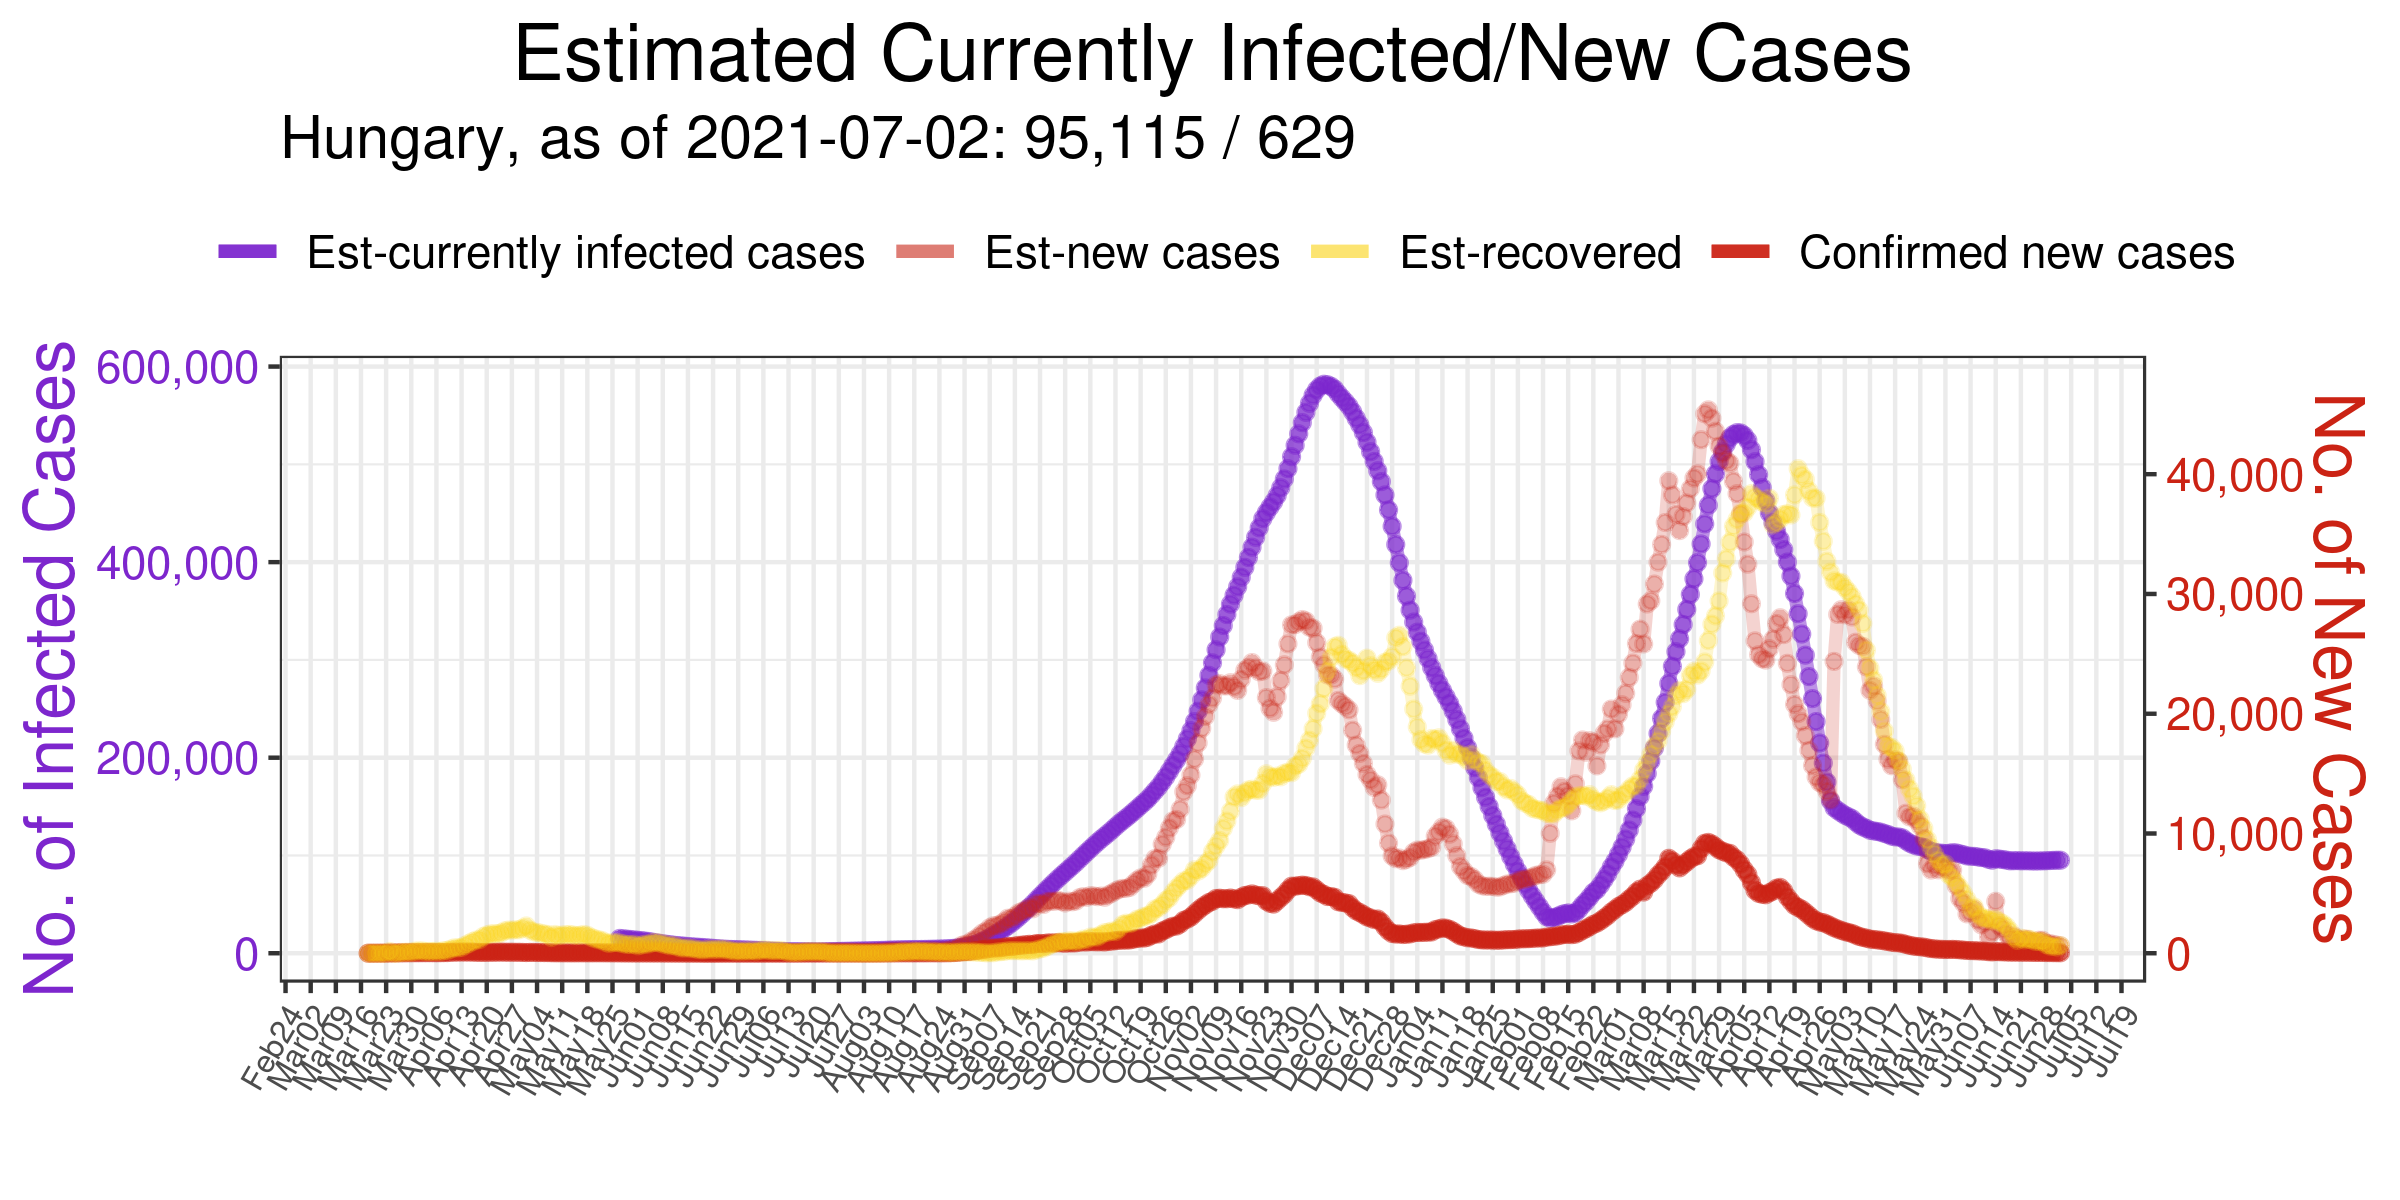 Estimated Currently Infected/New Cases
Hungary, as of 2021-07-02: 95,115 / 629
Est-currently infected cases Est-new cases Est-recovered Confirmed new cases
No. of Infected Cases
600,000
400,000
200,000
0
No. of New Cases
40,000
30,000
20,000
10,000
0
Feb24
Mar02
Mar09
Mar16
Mar23
Mar30
Apr06
Apr13
Apr20
Apr27
May04
May11
May18
May25
Jun01
Jun08
Jun15
Jun22
Jun29
Jul06
Jul13
Jul20
Jul27
Aug03
Aug10
Aug17
Aug24
Aug31
Sep07
Sep14
Sep21
Sep28
Oct05
Oct12
Oct19
Oct26
Nov02
Nov09
Nov16
Nov23
Nov30
Dec07
Dec14
Dec21
Dec28
Jan04
Jan11
Jan18
Jan25
Feb01
Feb08
Feb15
Feb22
Mar01
Mar08
Mar15
Mar22
Mar29
Apr05
Apr12
Apr19
Apr26
May03
May10
May17
May24
May31
Jun07
Jun14
Jun21
Jun28
Jul05
Jul12
Jul19